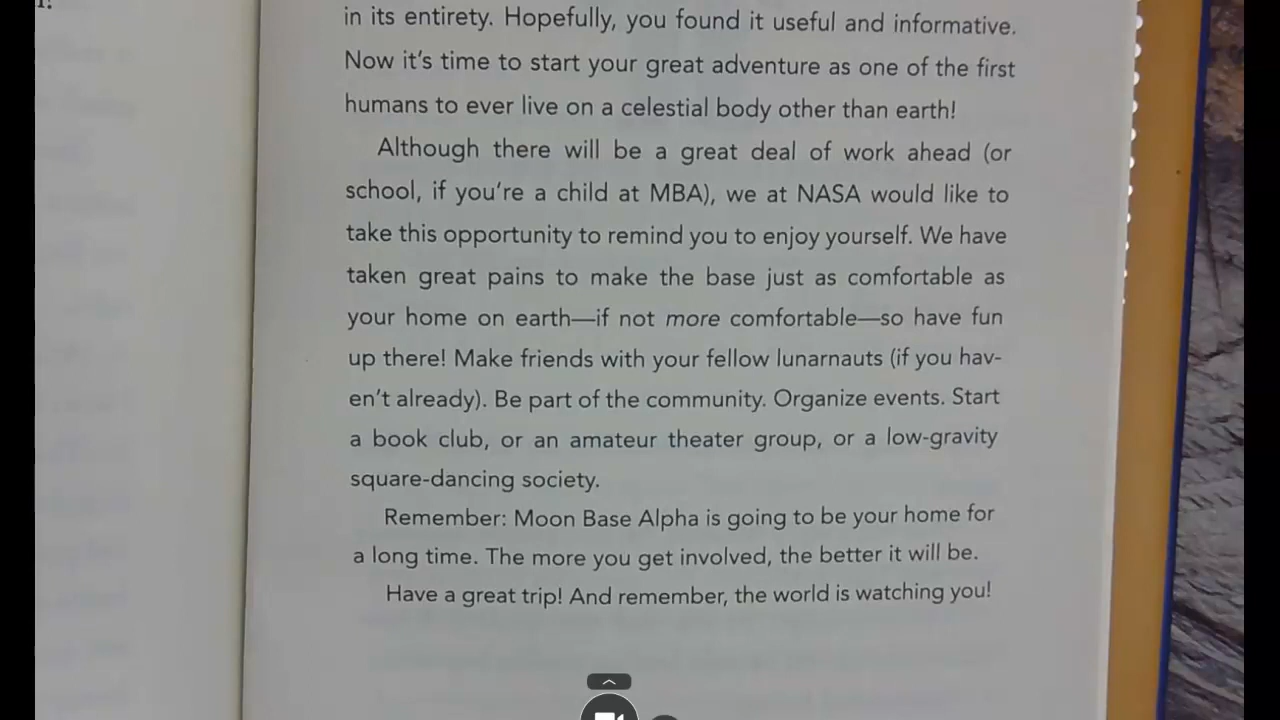 in its entirety. Hopefully, you found it useful and informative.
Now it's time to start your great adventure as one of the first
humans to ever live on a celestial body other than earth!
Although there will be a great deal of work ahead (or
school, if you're a child at MBA), we at NASA would like to
take this opportunity to remind you to enjoy yourself. We have
taken great pains to make the base just as comfortable as
your home on earth—if not more comfortable—so have fun
up there! Make friends with your fellow lunarnauts (if you hav-
en't already). Be part of the community. Organize events. Start
a book club, or an amateur theater group, or a low-gravity
square-dancing society.
Remember: Moon Base Alpha is going to be your home for
a long time. The more you get involved, the better it will be.
Have a great trip! And remember, the world is watching you!